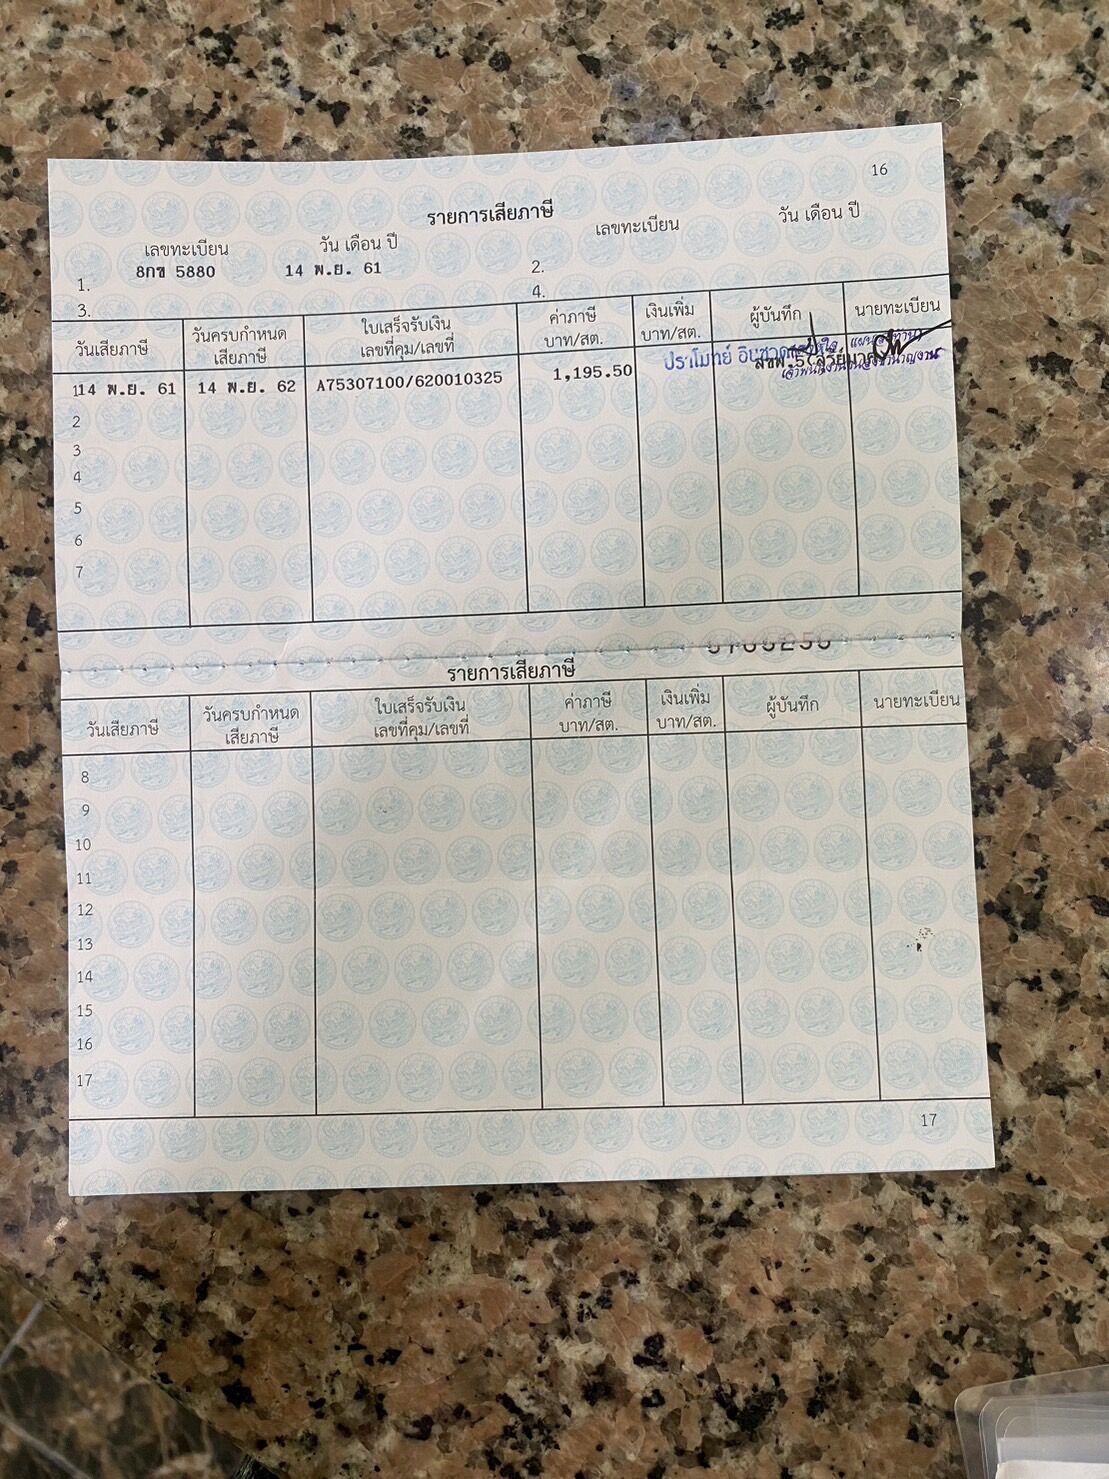 16
รายการเสียภาษี
เลขทะเบียน วัน เดือน ปี เลขทะเบียน วัน เดือน ปี
1. 8กข 5880 14 พ.ย. 61 2.
3. 4.
วันเสียภาษี วันครบกำหนดเสียภาษี ใบเสร็จรับเงิน เลขที่คุม/เลขที่ ค่าภาษี บาท/สต. เงินเพิ่ม บาท/สต. ผู้บันทึก นายทะเบียน
1 14 พ.ย. 61 14 พ.ย. 62 A75307100/620010325 1,195.50 ปราโมทย์
2
3
4
5
6
7
รายการเสียภาษี
วันเสียภาษี วันครบกำหนดเสียภาษี ใบเสร็จรับเงิน เลขที่คุม/เลขที่ ค่าภาษี บาท/สต. เงินเพิ่ม บาท/สต. ผู้บันทึก นายทะเบียน
8
9
10
11
12
13
14
15
16
17
17